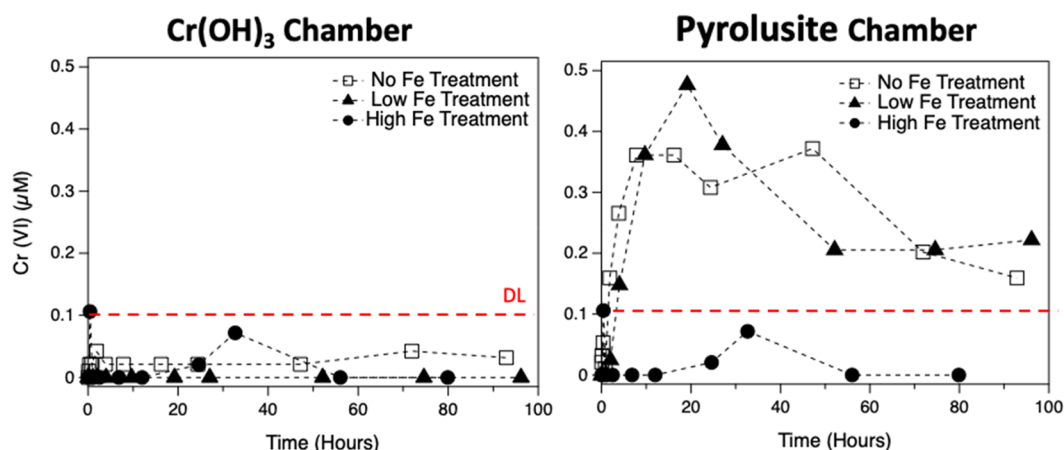 Cr(OH)₃ Chamber
0.5
0.4
0.3
0.2
0.1
0
Cr (VI) (µM)
No Fe Treatment
Low Fe Treatment
High Fe Treatment
DL
0 20 40 60 80 100
Time (Hours)
Pyrolusite Chamber
0.5
0.4
0.3
0.2
0.1
0
No Fe Treatment
Low Fe Treatment
High Fe Treatment
0 20 40 60 80 100
Time (Hours)